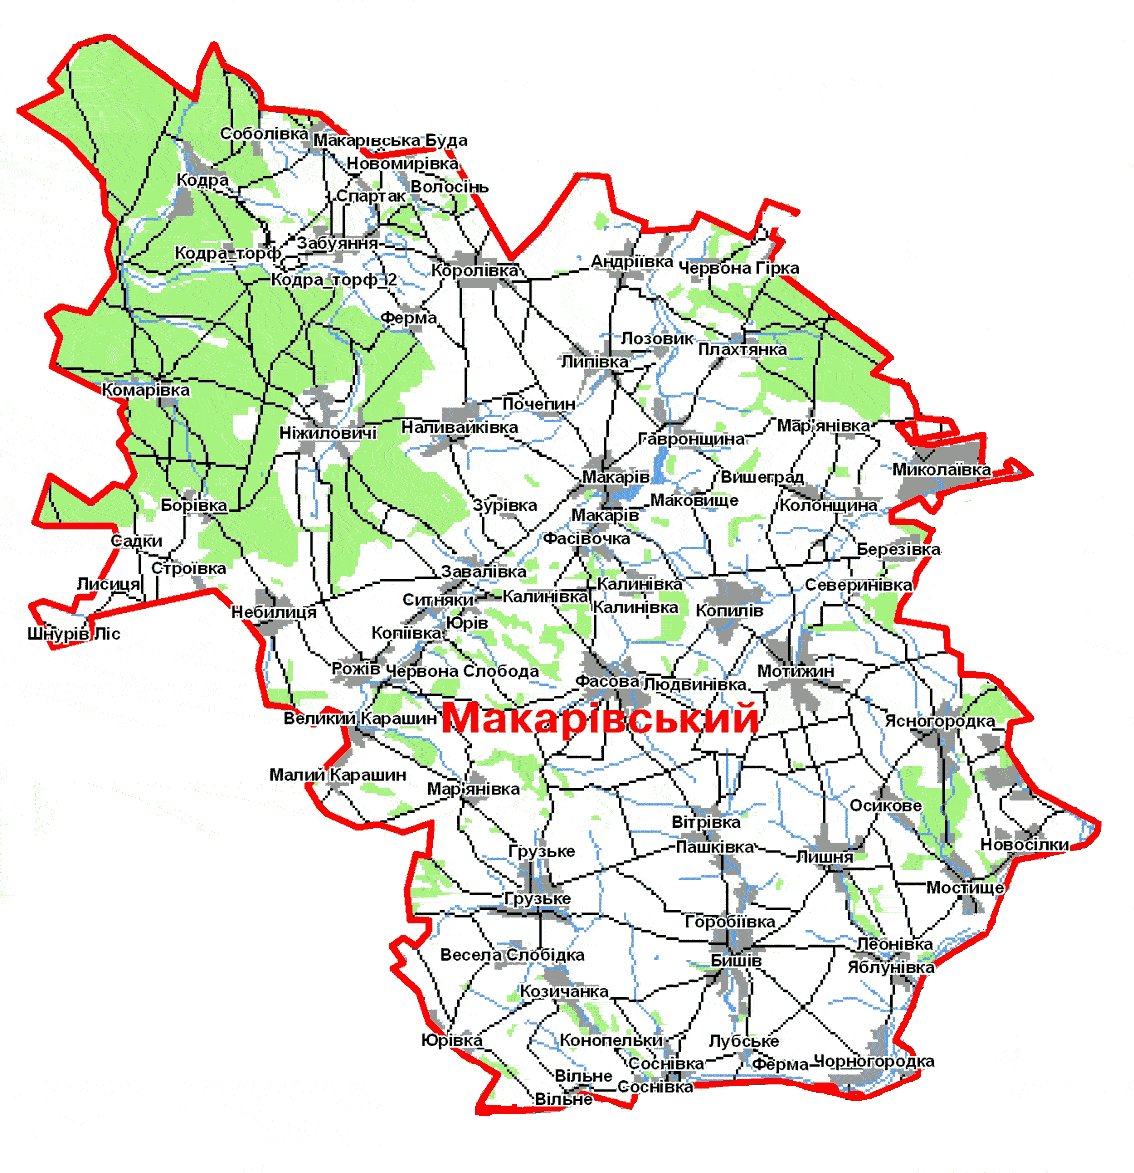 Соболівка
Макарівська Буда
Новомирівка
Кодра
Волосінь
Спартак
Забуяння
Кодра_торф
Королівка
Андріївка
Червона Гірка
Кодра_торф_2
Ферма
Лозовик
Плахтянка
Липівка
Комарівка
Почепин
Ніжиловичі
Наливайківка
Гавронщина
Мар'янівка
Миколаївка
Макарів
Вишеград
Маковище
Колонщина
Борівка
Зурівка
Макарів
Фасівочка
Садки
Березівка
Строівка
Завалівка
Лисиця
Калинівка
Северинівка
Ситняки
Калинівка
Калинівка
Копилів
Небилиця
Юрів
Шнурів Ліс
Копіївка
Рожів
Червона Слобода
Фасова
Людвинівка
Мотижин
Великий Карашин
Макарівський
Ясногородка
Малий Карашин
Мар'янівка
Осикове
Вітрівка
Пашківка
Новосілки
Грузьке
Лишня
Мостище
Грузьке
Горобіївка
Леонівка
Весела Слобідка
Бишів
Яблунівка
Козичанка
Юрівка
Конопельки
Лубське
Соснівка
Ферма
Чорногородка
Вільне
Соснівка
Вільне